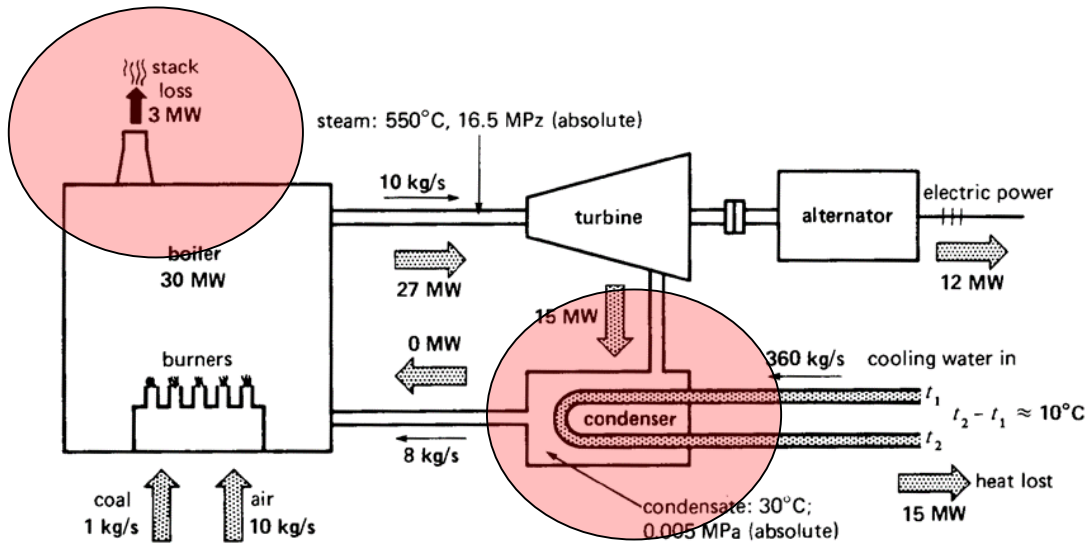 stack
loss
3 MW
steam: 550°C, 16.5 MPz (absolute)
10 kg/s
turbine
alternator
electric power
boiler
30 MW
27 MW
12 MW
15 MW
0 MW
burners
360 kg/s cooling water in
condenser
t₁
t₂ - t₁ ≈ 10°C
t₂
8 kg/s
coal
1 kg/s
air
10 kg/s
heat lost
15 MW
condensate: 30°C;
0.005 MPa (absolute)